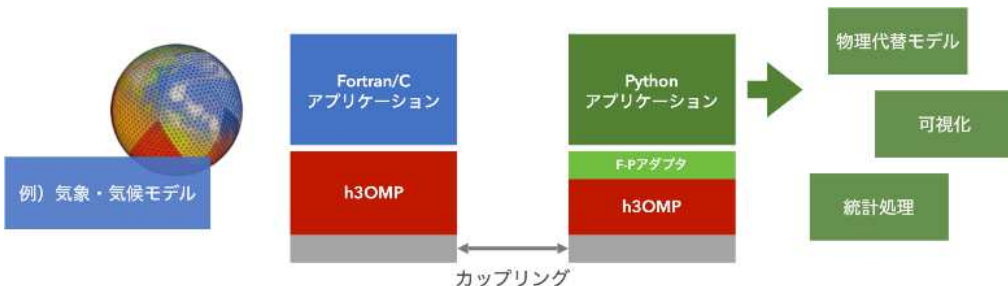 例）気象・気候モデル
Fortran/C
アプリケーション
h3OMP
カップリング
Python
アプリケーション
F-Pアダプタ
h3OMP
物理代替モデル
可視化
統計処理